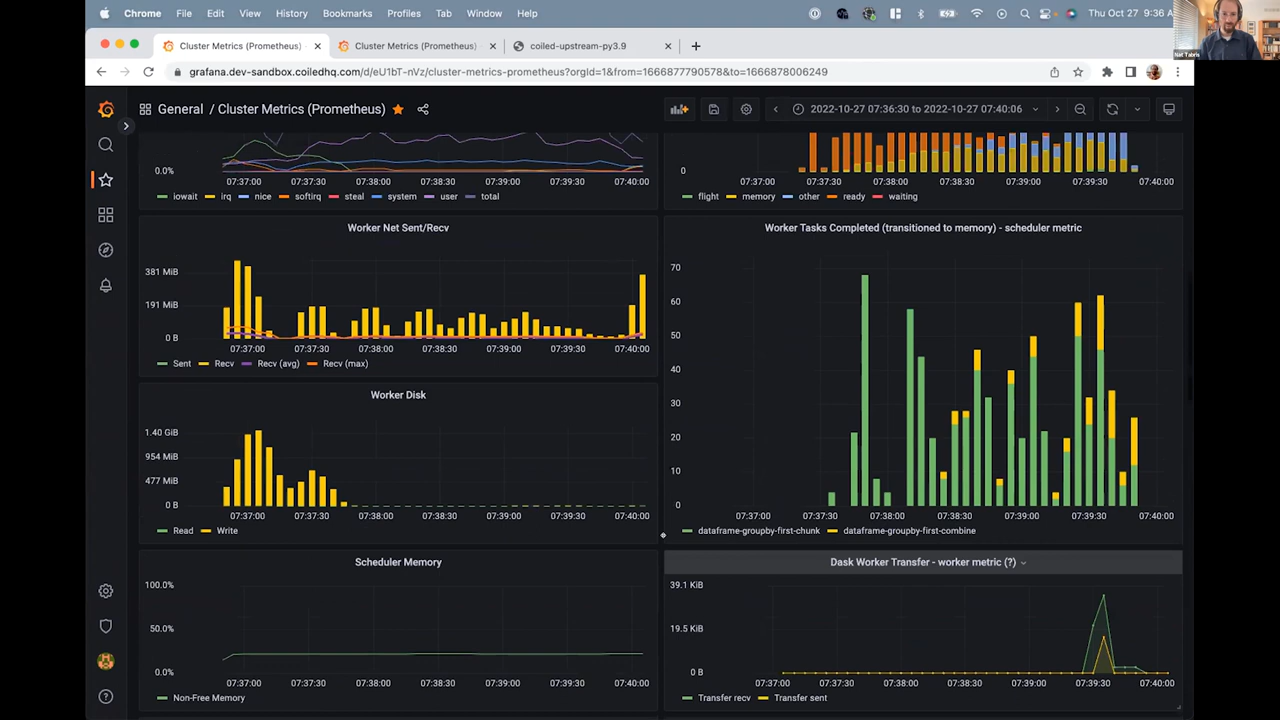 Chrome File Edit View History Bookmarks Profiles Tab Window Help Thu Oct 27 9:36 A
Cluster Metrics (Prometheus) × Cluster Metrics (Prometheus) × coiled-upstream-py3.9 × +
grafana.dev-sandbox.coiledhq.com/d/eU1bT-nVz/cluster-metrics-prometheus?orgId=1&from=1666877790578&to=1666878006249
Nat Tabris
General / Cluster Metrics (Prometheus)
2022-10-27 07:36:30 to 2022-10-27 07:40:06
0.0%
07:37:00 07:37:30 07:38:00 07:38:30 07:39:00 07:39:30 07:40:00
iowait irq nice softirq steal system user total
0
07:37:00 07:37:30 07:38:00 07:38:30 07:39:00 07:39:30 07:40:00
flight memory other ready waiting
Worker Net Sent/Recv
381 MiB
191 MiB
0 B
07:37:00 07:37:30 07:38:00 07:38:30 07:39:00 07:39:30 07:40:00
Sent Recv Recv (avg) Recv (max)
Worker Tasks Completed (transitioned to memory) - scheduler metric
70
60
50
40
30
20
10
0
07:37:00 07:37:30 07:38:00 07:38:30 07:39:00 07:39:30 07:40:00
dataframe-groupby-first-chunk dataframe-groupby-first-combine
Worker Disk
1.40 GiB
954 MiB
477 MiB
0 B
07:37:00 07:37:30 07:38:00 07:38:30 07:39:00 07:39:30 07:40:00
Read Write
Scheduler Memory
100.0%
50.0%
0.0%
07:37:00 07:37:30 07:38:00 07:38:30 07:39:00 07:39:30 07:40:00
Non-Free Memory
Dask Worker Transfer - worker metric (?)
39.1 KiB
19.5 KiB
0 B
07:37:00 07:37:30 07:38:00 07:38:30 07:39:00 07:39:30 07:40:00
Transfer recv Transfer sent